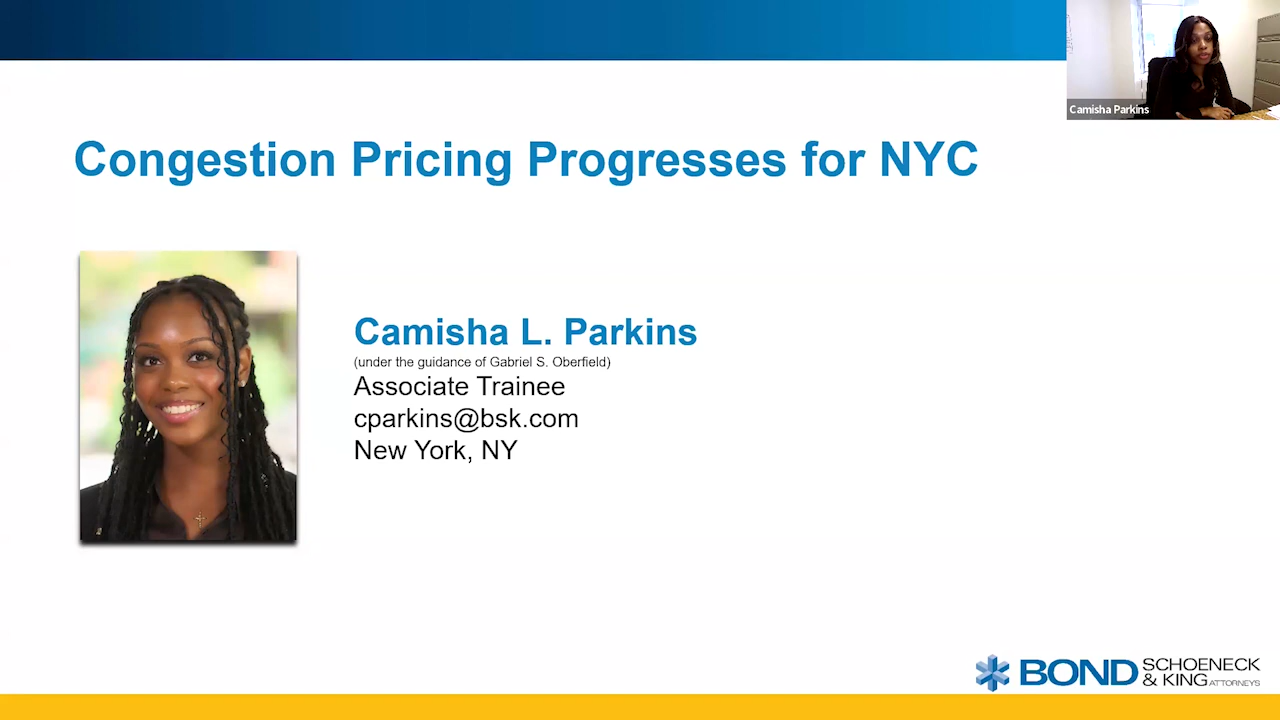 Camisha Parkins
Congestion Pricing Progresses for NYC
Camisha L. Parkins
(under the guidance of Gabriel S. Oberfield)
Associate Trainee
cparkins@bsk.com
New York, NY
BOND SCHOENECK
& KING ATTORNEYS